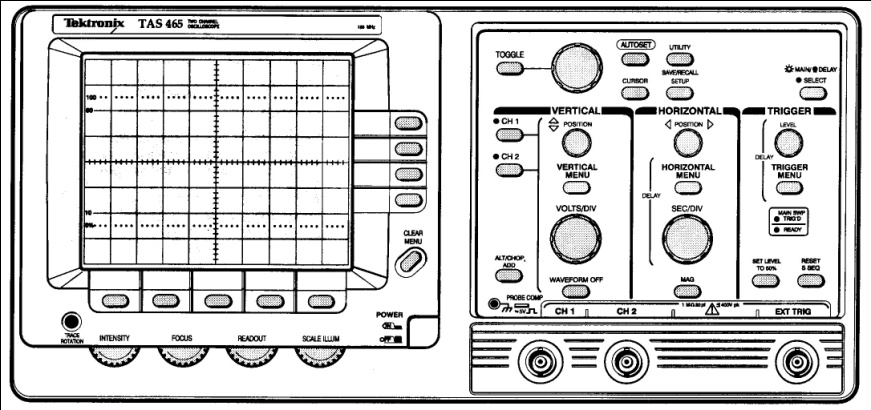 Tektronix TAS 465 TWO CHANNEL OSCILLOSCOPE
100 MHz
100
90
10
0%
CLEAR
MENU
POWER
ON
OFF
TRACE
ROTATION
INTENSITY
FOCUS
READOUT
SCALE ILLUM
TOGGLE
AUTOSET
UTILITY
CURSOR
SAVE/RECALL
SETUP
MAIN/ DELAY
SELECT
VERTICAL
HORIZONTAL
TRIGGER
CH 1
CH 2
POSITION
VERTICAL
MENU
VOLTS/DIV
POSITION
HORIZONTAL
MENU
DELAY
SEC/DIV
LEVEL
DELAY
TRIGGER
MENU
MAIN SWP
TRIG'D
READY
ALT/CHOP,
ADD
WAVEFORM OFF
MAG
SET LEVEL
TO 50%
RESET
S SEQ
PROBE COMP
CH 1
CH 2
EXT TRIG